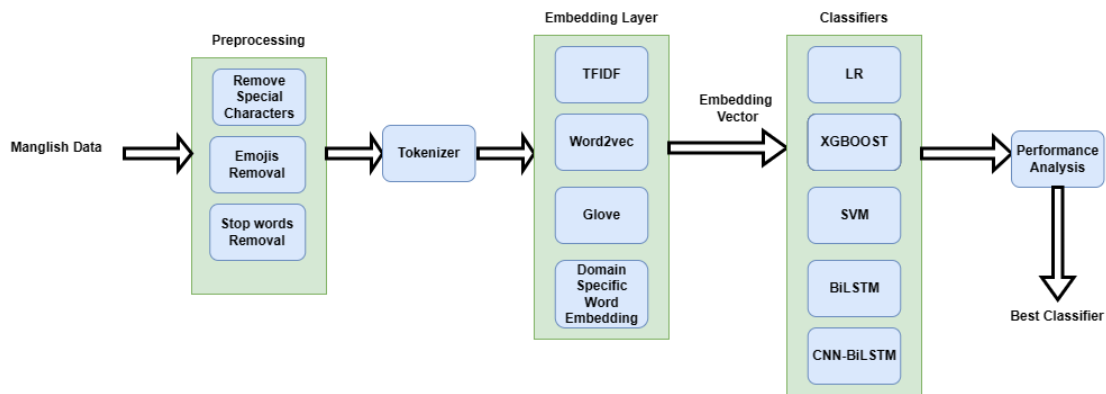 Manglish Data
Preprocessing
Remove
Special
Characters
Emojis
Removal
Stop words
Removal
Tokenizer
Embedding Layer
TFIDF
Word2vec
Glove
Domain
Specific
Word
Embedding
Embedding
Vector
Classifiers
LR
XGBOOST
SVM
BiLSTM
CNN-BiLSTM
Performance
Analysis
Best Classifier